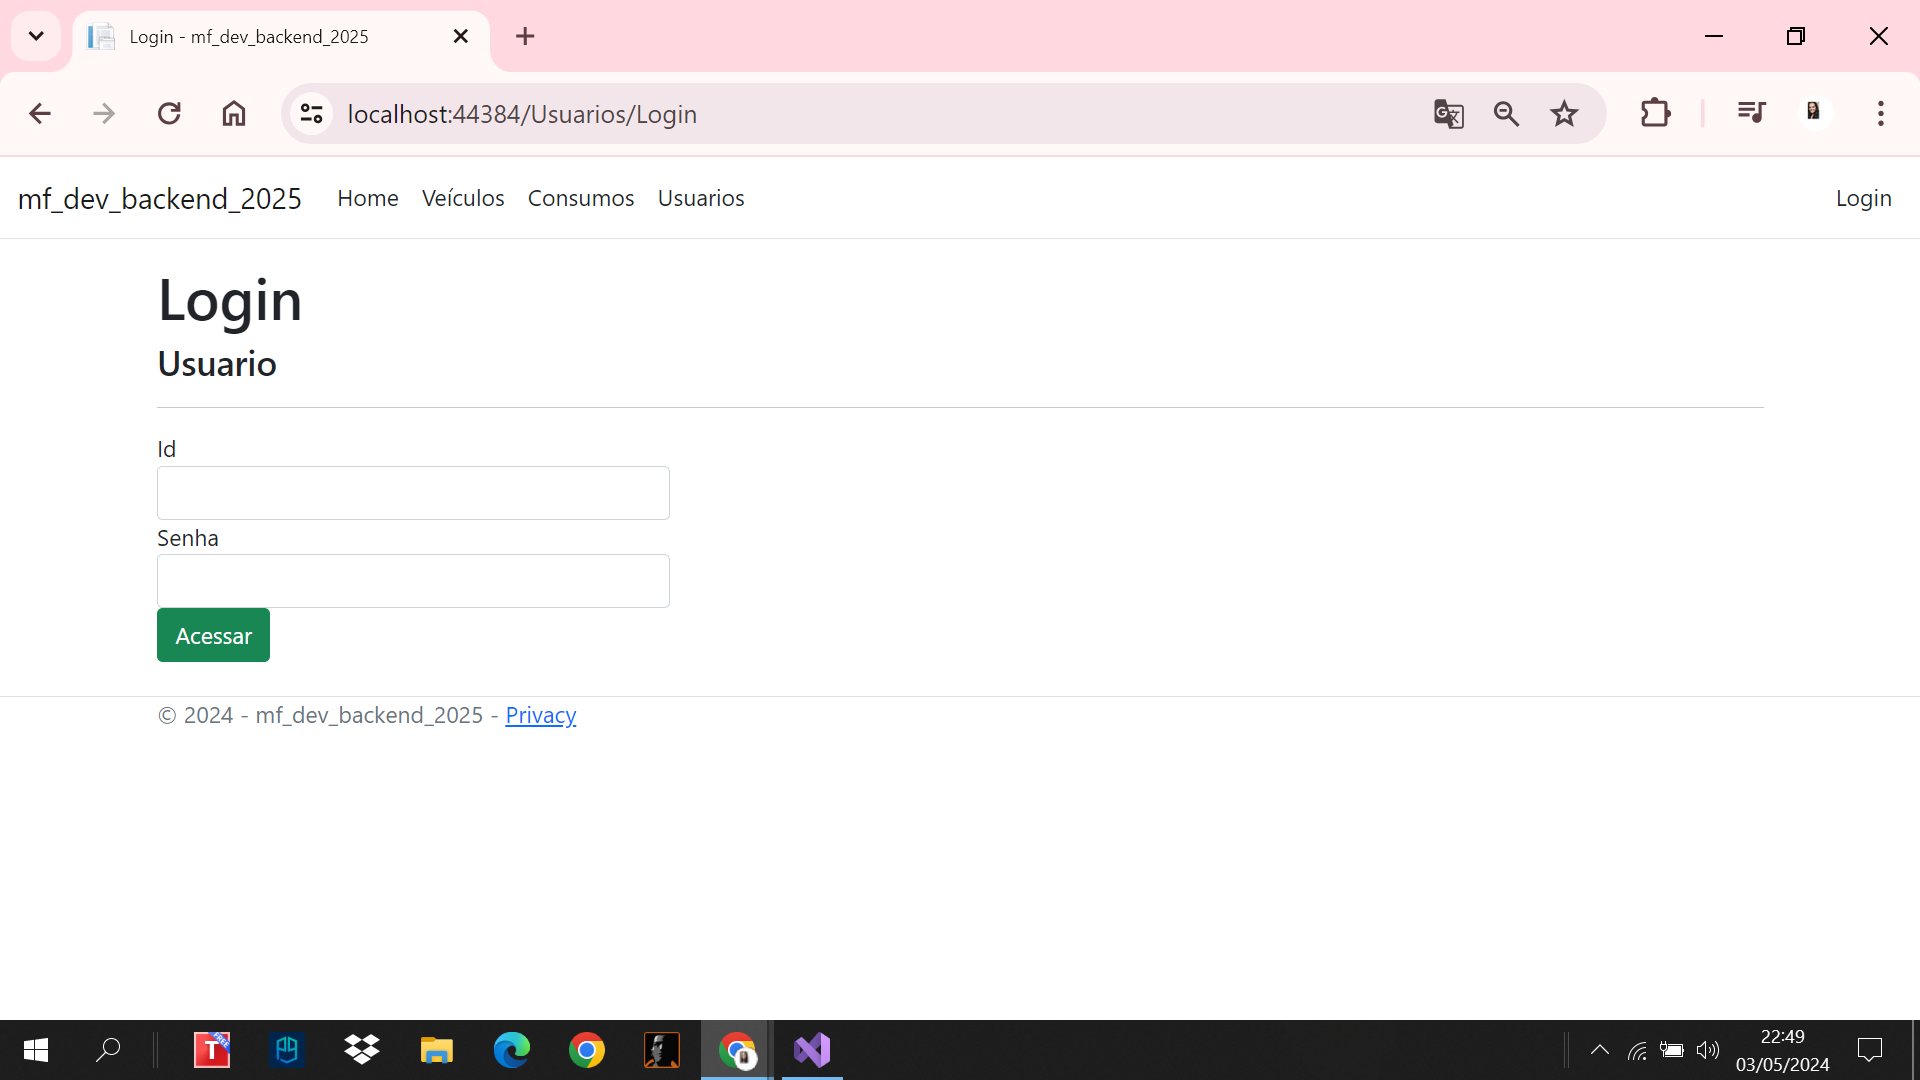 Login - mf_dev_backend_2025
localhost:44384/Usuarios/Login
mf_dev_backend_2025 Home Veículos Consumos Usuarios Login
Login
Usuario
Id
Senha
Acessar
© 2024 - mf_dev_backend_2025 - Privacy
22:49
03/05/2024